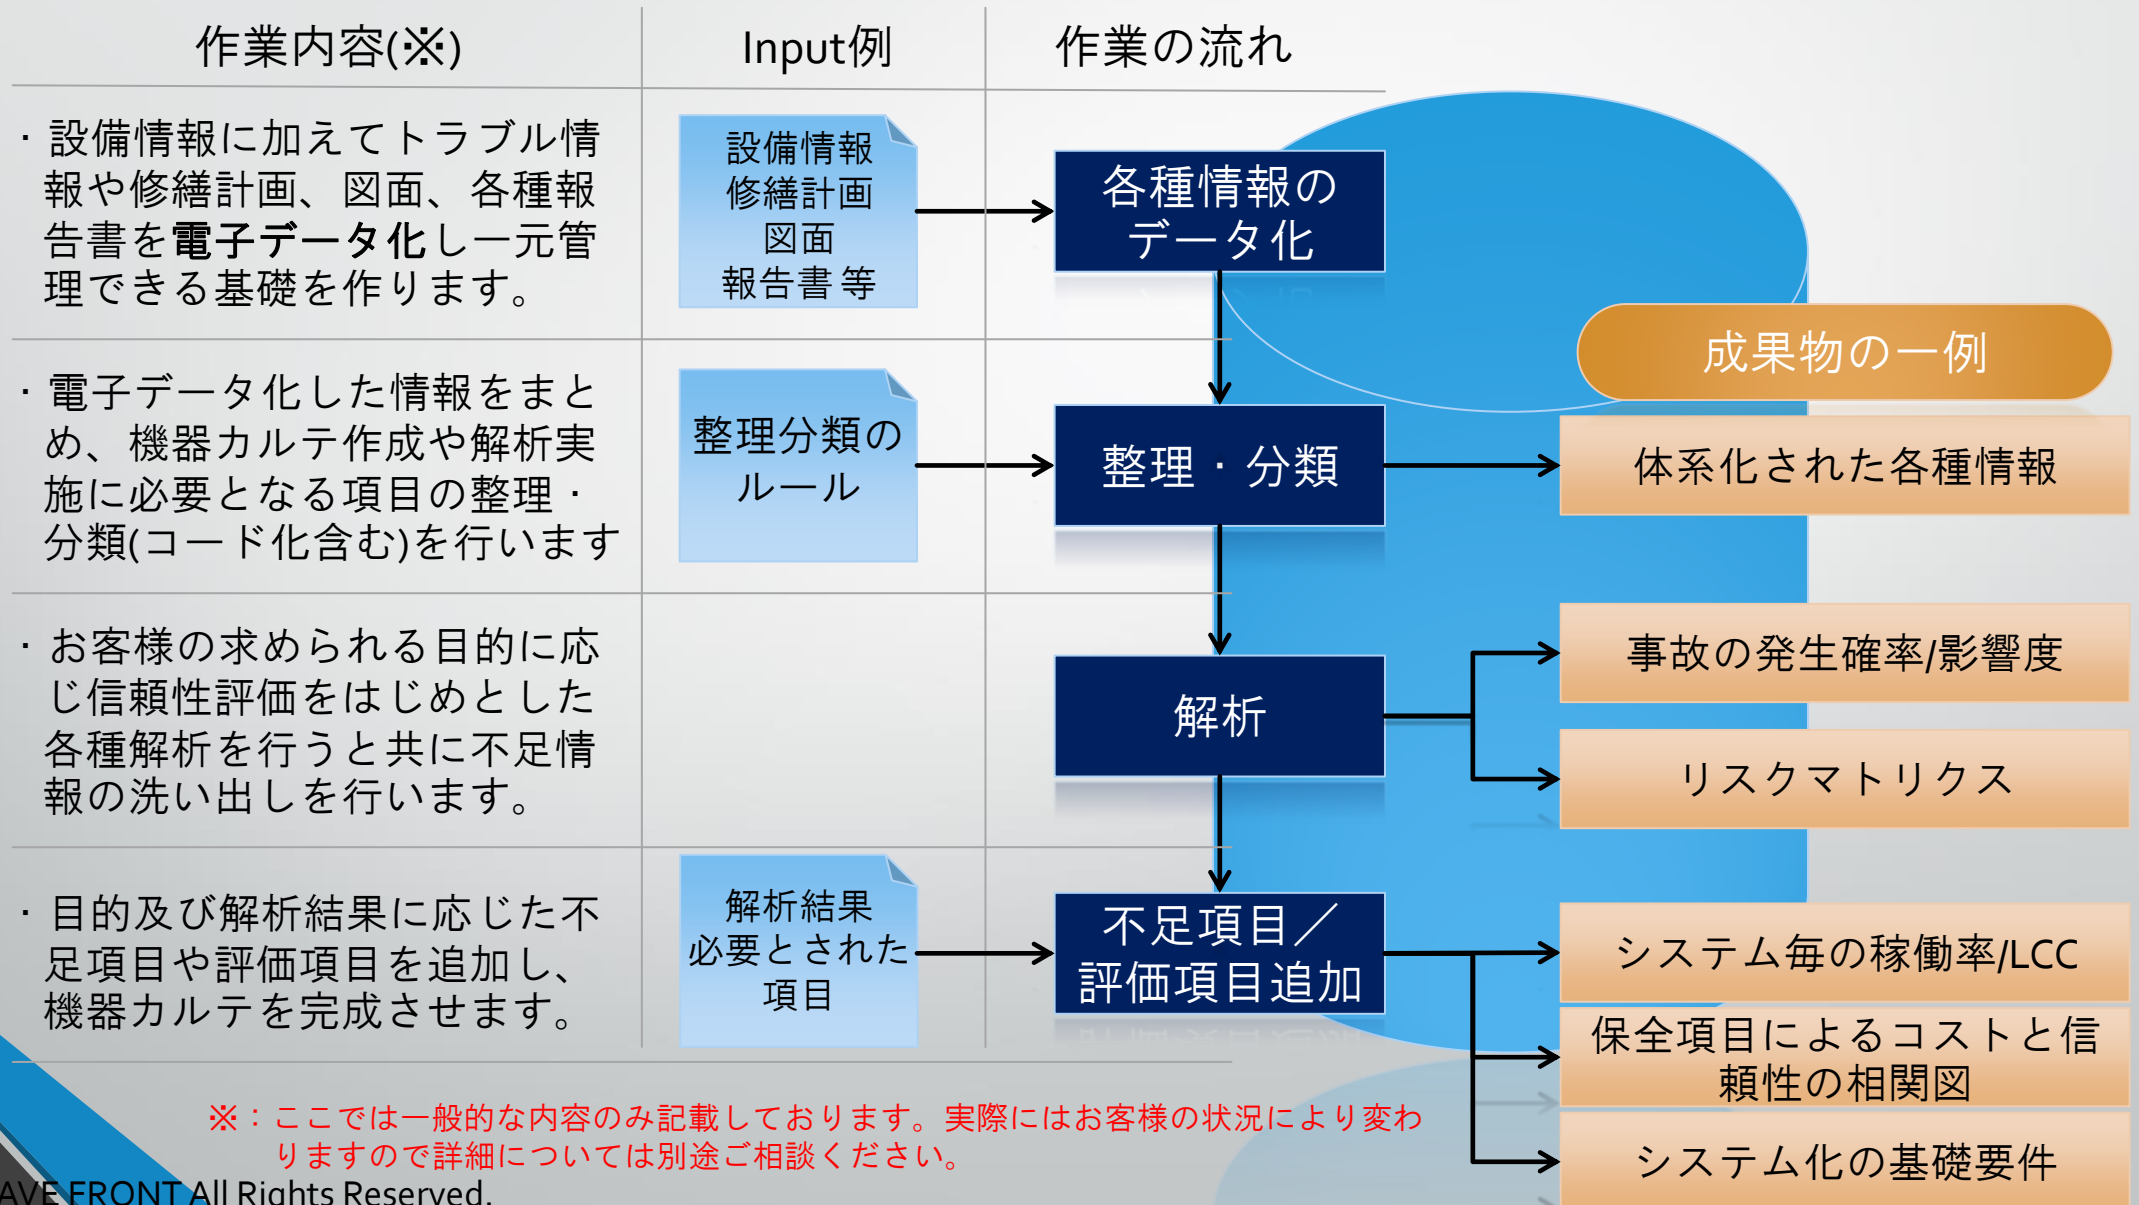 作業内容(※)
Input例
作業の流れ
・設備情報に加えてトラブル情
報や修繕計画、図面、各種報
告書を電子データ化し一元管
理できる基礎を作ります。
設備情報
修繕計画
図面
報告書 等
各種情報の
データ化
成果物の一例
・電子データ化した情報をまと
め、機器カルテ作成や解析実
施に必要となる項目の整理・
分類(コード化含む)を行います
整理分類の
ルール
整理・分類
体系化された各種情報
・お客様の求められる目的に応
じ信頼性評価をはじめとした
各種解析を行うと共に不足情
報の洗い出しを行います。
解析
事故の発生確率/影響度
リスクマトリクス
・目的及び解析結果に応じた不
足項目や評価項目を追加し、
機器カルテを完成させます。
解析結果
必要とされた
項目
不足項目／
評価項目追加
システム毎の稼働率/LCC
保全項目によるコストと信
頼性の相関図
システム化の基礎要件
※：ここでは一般的な内容のみ記載しております。実際にはお客様の状況により変わ
りますので詳細については別途ご相談ください。
AVE FRONT All Rights Reserved.